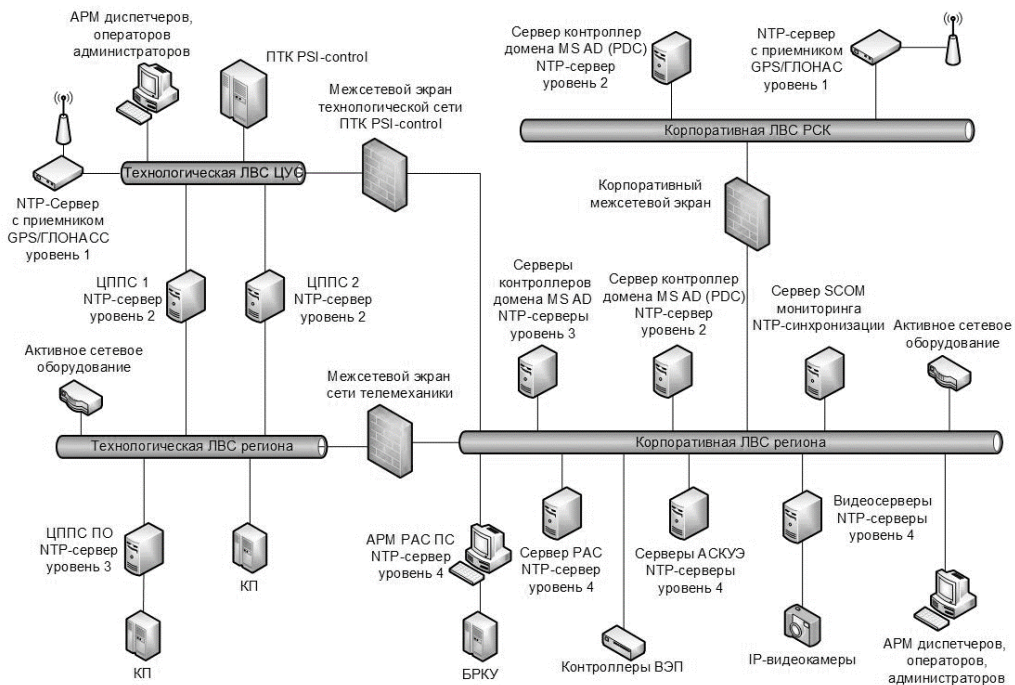 АРМ диспетчеров,
операторов
администраторов
ПТК PSI-control
Межсетевой экран
технологической сети
ПТК PSI-control
Сервер контроллер
домена MS AD (PDC)
NTP-сервер
уровень 2
NTP-сервер
с приемником
GPS/ГЛОНАС
уровень 1
Корпоративная ЛВС РСК
Технологическая ЛВС ЦУС
NTP-Сервер
с приемником
GPS/ГЛОНАСС
уровень 1
Корпоративный
межсетевой экран
ЦППС 1
NTP-сервер
уровень 2
ЦППС 2
NTP-сервер
уровень 2
Серверы
контроллеров
домена MS AD
NTP-серверы
уровень 3
Сервер контроллер
домена MS AD (PDC)
NTP-сервер
уровень 2
Сервер SCOM
мониторинга
NTP-синхронизации
Активное сетевое
оборудование
Активное сетевое
оборудование
Межсетевой экран
сети телемеханики
Технологическая ЛВС региона
Корпоративная ЛВС региона
ЦППС ПО
NTP-сервер
уровень 3
КП
КП
АРМ РАС ПС
NTP-сервер
уровень 4
БРКУ
Сервер РАС
NTP-сервер
уровень 4
Контроллеры ВЭП
Серверы АСКУЭ
NTP-серверы
уровень 4
Видеосерверы
NTP-серверы
уровень 4
IP-видеокамеры
АРМ диспетчеров,
операторов,
администраторов